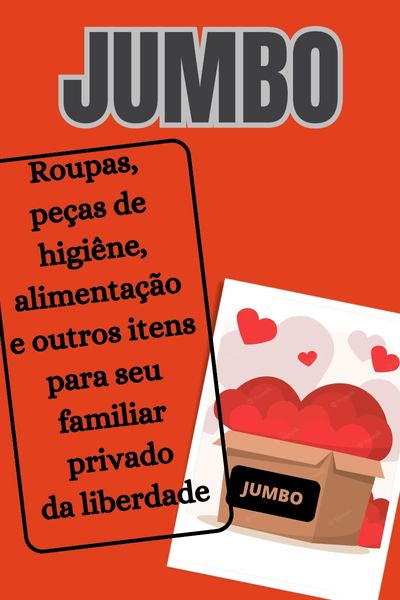 JUMBO
Roupas,
peças de
higiêne,
alimentação
e outros itens
para seu
familiar
privado
da liberdade
JUMBO